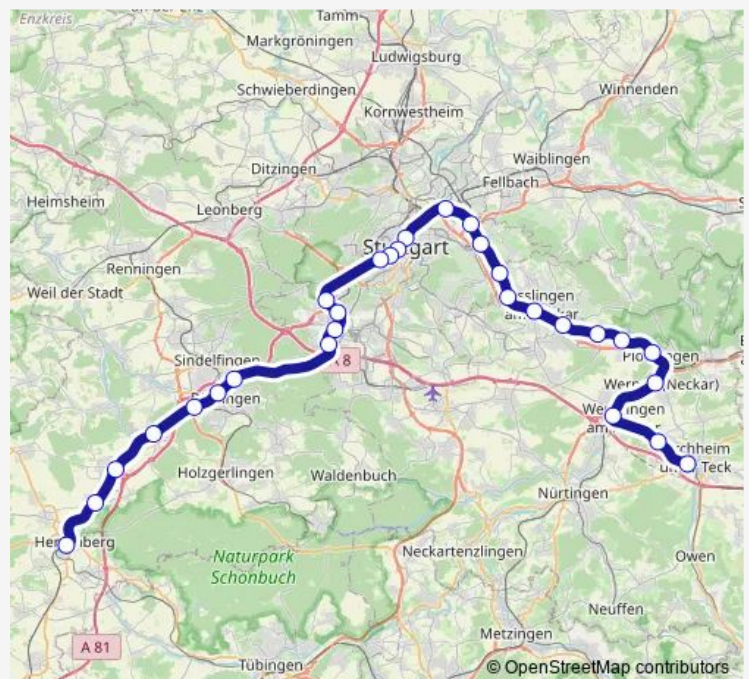 Enzkreis
Tamm
Markgröningen
Ludwigsburg
Schwieberdingen
Winnenden
Kornwestheim
Waiblingen
Ditzingen
Fellbach
Heimsheim
Leonberg
Renningen
Weil der Stadt
Sindelfingen
A 8
Holzgerlingen
Waldenbuch
Nürtingen
Naturpark
Schönbuch
Neckartenzlingen
Owen
Neuffen
A 81
Metzingen
Tübingen
© OpenStreetMap contributors